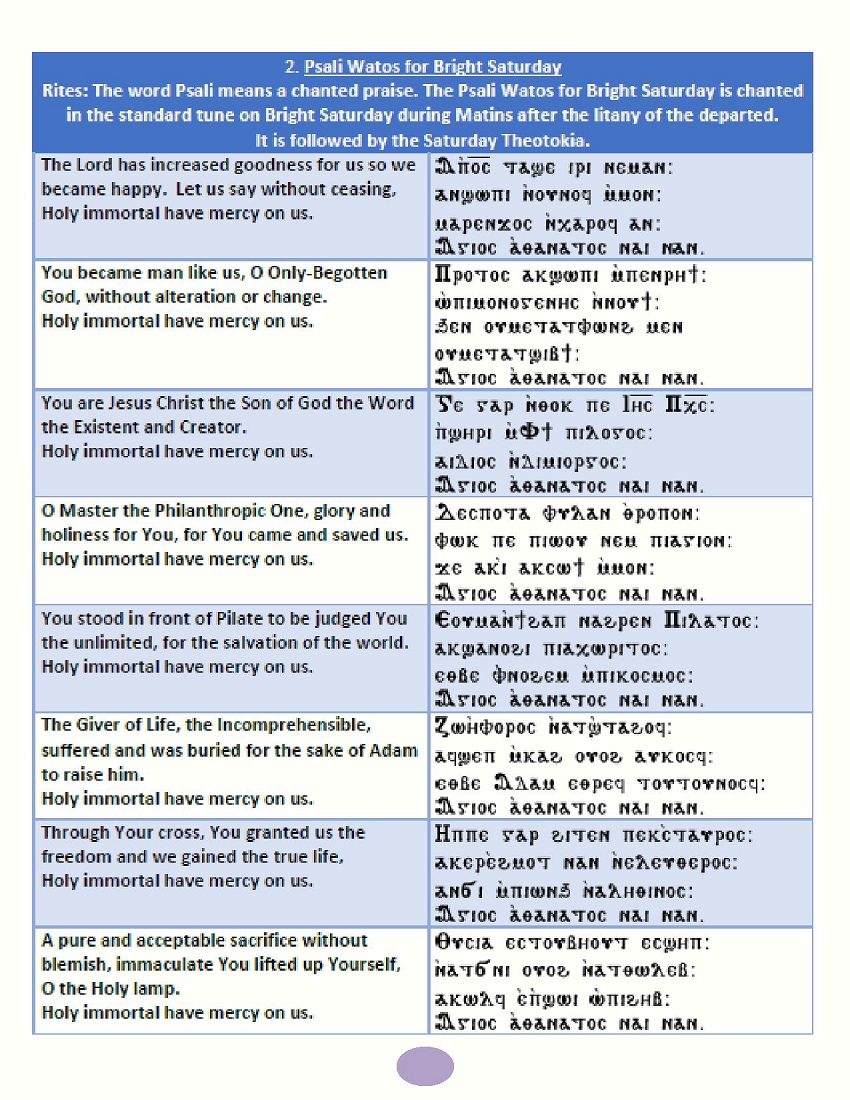 2. Psali Watos for Bright Saturday
Rites: The word Psali means a chanted praise. The Psali Watos for Bright Saturday is chanted
in the standard tune on Bright Saturday during Matins after the litany of the departed.
It is followed by the Saturday Theotokia.
The Lord has increased goodness for us so we
became happy.  Let us say without ceasing,
Holy immortal have mercy on us.
Ⲁ̀ⲡ̅ⲟ̅ⲥ̅ ⲧⲁϣⲉ ⲓⲣⲓ ⲛⲉⲙⲁⲛ:
ⲁⲛϣⲱⲡⲓ ⲛ̀ⲟⲩⲛⲟϥ ⲙ̀ⲙⲟⲛ:
ⲙⲁⲣⲉⲛϫⲟⲥ ⲛ̀ⲭⲁⲣⲟϥ ⲁⲛ:
Ⲁⲅⲓⲟⲥ ⲁ̀ⲑⲁⲛⲁⲧⲟⲥ ⲛⲁⲓ ⲛⲁⲛ.
You became man like us, O Only-Begotten
God, without alteration or change.
Holy immortal have mercy on us.
Ⲡⲣⲟⲧⲟⲥ ⲁⲕϣⲱⲡⲓ ⲙ̀ⲡⲉⲛⲣⲏϯ:
ⲱ̀ⲡⲓⲙⲟⲛⲟⲅⲉⲛⲏⲥ ⲛ̀ⲛⲟⲩϯ:
ϧⲉⲛ ⲟⲩⲙⲉⲧⲁⲧⲫⲱⲛϩ ⲙⲉⲛ
ⲟⲩⲙⲉⲧⲁⲧϣⲓⲃϯ:
Ⲁⲅⲓⲟⲥ ⲁ̀ⲑⲁⲛⲁⲧⲟⲥ ⲛⲁⲓ ⲛⲁⲛ.
You are Jesus Christ the Son of God the Word
the Existent and Creator.
Holy immortal have mercy on us.
Ⲅⲉ ⲅⲁⲣ ⲛ̀ⲑⲟⲕ ⲡⲉ Ⲓⲏ̅ⲥ̅ Ⲡⲭ̅ⲥ̅:
ⲡ̀ϣⲏⲣⲓ ⲙ̀Ⲫϯ ⲡⲓⲗⲟⲅⲟⲥ:
ⲁⲓⲇⲓⲟⲥ ⲛ̀ⲇⲓⲙⲓⲟⲣⲅⲟⲥ:
Ⲁⲅⲓⲟⲥ ⲁ̀ⲑⲁⲛⲁⲧⲟⲥ ⲛⲁⲓ ⲛⲁⲛ.
O Master the Philanthropic One, glory and
holiness for You, for You came and saved us.
Holy immortal have mercy on us.
Ⲇⲉⲥⲡⲟⲧⲁ ⲫⲩⲗⲁⲛ ⲑ̀ⲣⲟⲡⲟⲛ:
ⲫⲱⲕ ⲡⲉ ⲡⲓⲱⲟⲩ ⲛⲉⲙ ⲡⲓⲁⲅⲓⲟⲛ:
ϫⲉ ⲁⲕⲓ̀ ⲁⲕⲥⲱϯ ⲙ̀ⲙⲟⲛ:
Ⲁⲅⲓⲟⲥ ⲁ̀ⲑⲁⲛⲁⲧⲟⲥ ⲛⲁⲓ ⲛⲁⲛ.
You stood in front of Pilate to be judged You
the unlimited, for the salvation of the world.
Holy immortal have mercy on us.
Ⲉⲟⲩⲙⲁⲛ̀ϯϩⲁⲡ ⲛⲁϩⲣⲉⲛ Ⲡⲓⲗⲁⲧⲟⲥ:
ⲁⲕϣⲁⲛⲟϩⲓ ⲡⲓⲁⲭⲱⲣⲓⲧⲟⲥ:
ⲉⲑⲃⲉ ⲫ̀ⲛⲟϩⲉⲙ ⲙ̀ⲡⲓⲕⲟⲥⲙⲟⲥ:
Ⲁⲅⲓⲟⲥ ⲁ̀ⲑⲁⲛⲁⲧⲟⲥ ⲛⲁⲓ ⲛⲁⲛ.
The Giver of Life, the Incomprehensible,
suffered and was buried for the sake of Adam
to raise him.
Holy immortal have mercy on us.
Ⲍⲱⲏ̀ⲫⲟⲣⲟⲥ ⲛ̀ⲁⲧϣ̀ⲧⲁϩⲟϥ:
ⲁϥϣⲉⲡ ⲙ̀ⲕⲁϩ ⲟⲩⲟϩ ⲁⲩⲕⲟⲥϥ:
ⲉⲑⲃⲉ Ⲁⲇⲁⲙ ⲉⲑⲣⲉϥ ⲧⲟⲩⲧⲟⲩⲛⲟⲥϥ:
Ⲁⲅⲓⲟⲥ ⲁ̀ⲑⲁⲛⲁⲧⲟⲥ ⲛⲁⲓ ⲛⲁⲛ.
Through Your cross, You granted us the
freedom and we gained the true life,
Holy immortal have mercy on us.
Ⲏⲡⲡⲉ ⲅⲁⲣ ϩⲓⲧⲉⲛ ⲡⲉⲕⲥ̀ⲧⲁⲩⲣⲟⲥ:
ⲁⲕⲉⲣⲉ̀ϩⲙⲟⲧ ⲛⲁⲛ ⲛ̀ⲉⲗⲉⲩⲑⲉⲣⲟⲥ:
ⲁⲛϭⲓ ⲙ̀ⲡⲓⲱⲛϧ ⲛ̀ⲁⲗⲏⲑⲓⲛⲟⲥ:
Ⲁⲅⲓⲟⲥ ⲁ̀ⲑⲁⲛⲁⲧⲟⲥ ⲛⲁⲓ ⲛⲁⲛ.
A pure and acceptable sacrifice without
blemish, immaculate You lifted up Yourself,
O the Holy lamp.
Holy immortal have mercy on us.
Ⲑⲩⲥⲓⲁ ⲉⲥⲧⲟⲩⲃⲏⲟⲩⲧ ⲉⲥϣⲏⲡ:
ⲛ̀ⲁⲧϭⲛⲓ ⲟⲩⲟϩ ⲛ̀ⲁⲧⲑⲱⲗⲉⲃ:
ⲁⲕⲱⲗϥ ⲉ̀ⲡ̀ϣⲱⲓ ⲱ̀ⲡⲓϩⲏⲃ:
Ⲁⲅⲓⲟⲥ ⲁ̀ⲑⲁⲛⲁⲧⲟⲥ ⲛⲁⲓ ⲛⲁⲛ.